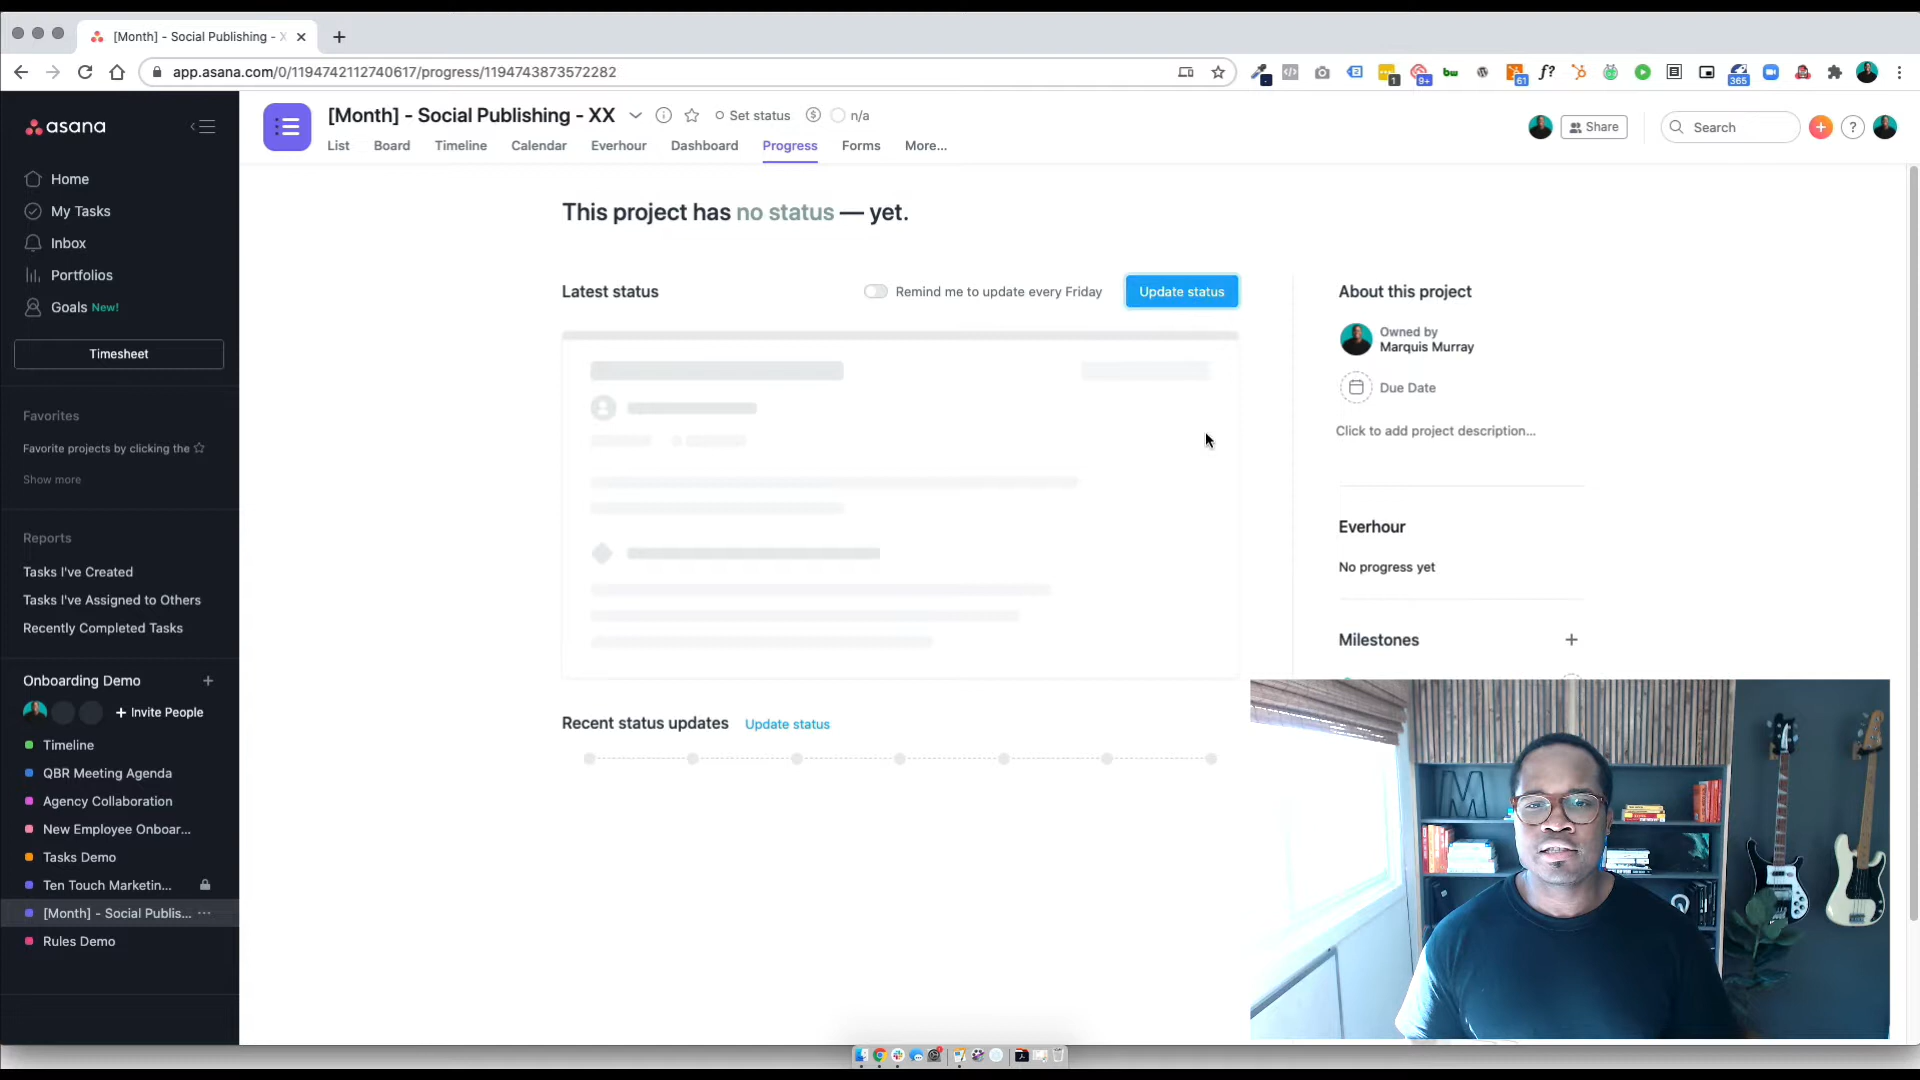 [Month] - Social Publishing - X
app.asana.com/0/1194742112740617/progress/1194743873572282
1
9+
bw
61
f?
365
asana
[Month] - Social Publishing - XX
Set status
n/a
Share
Search
?
List
Board
Timeline
Calendar
Everhour
Dashboard
Progress
Forms
More...
Home
My Tasks
Inbox
Portfolios
Goals New!
Timesheet
Favorites
Favorite projects by clicking the
Show more
Reports
Tasks I've Created
Tasks I've Assigned to Others
Recently Completed Tasks
Onboarding Demo
Invite People
Timeline
QBR Meeting Agenda
Agency Collaboration
New Employee Onboar...
Tasks Demo
Ten Touch Marketin...
[Month] - Social Publis...
Rules Demo
This project has no status — yet.
Latest status
Remind me to update every Friday
Update status
Recent status updates
Update status
About this project
Owned by
Marquis Murray
Due Date
Click to add project description...
Everhour
No progress yet
Milestones
M